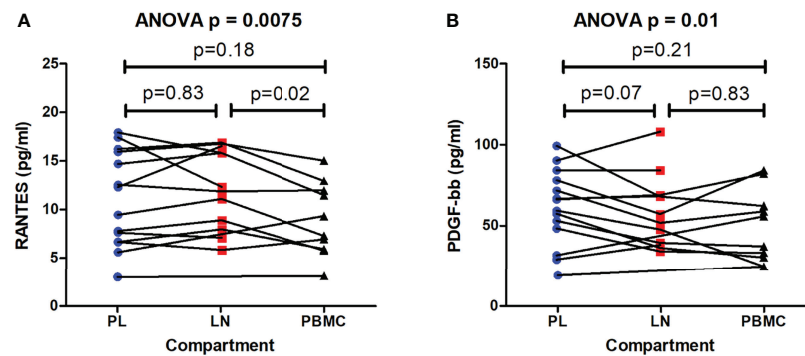 A
ANOVA p = 0.0075
p=0.18
p=0.83
p=0.02
RANTES (pg/ml)
25
20
15
10
5
0
PL
LN
PBMC
Compartment
B
ANOVA p = 0.01
p=0.21
p=0.07
p=0.83
PDGF-bb (pg/ml)
150
100
50
0
PL
LN
PBMC
Compartment